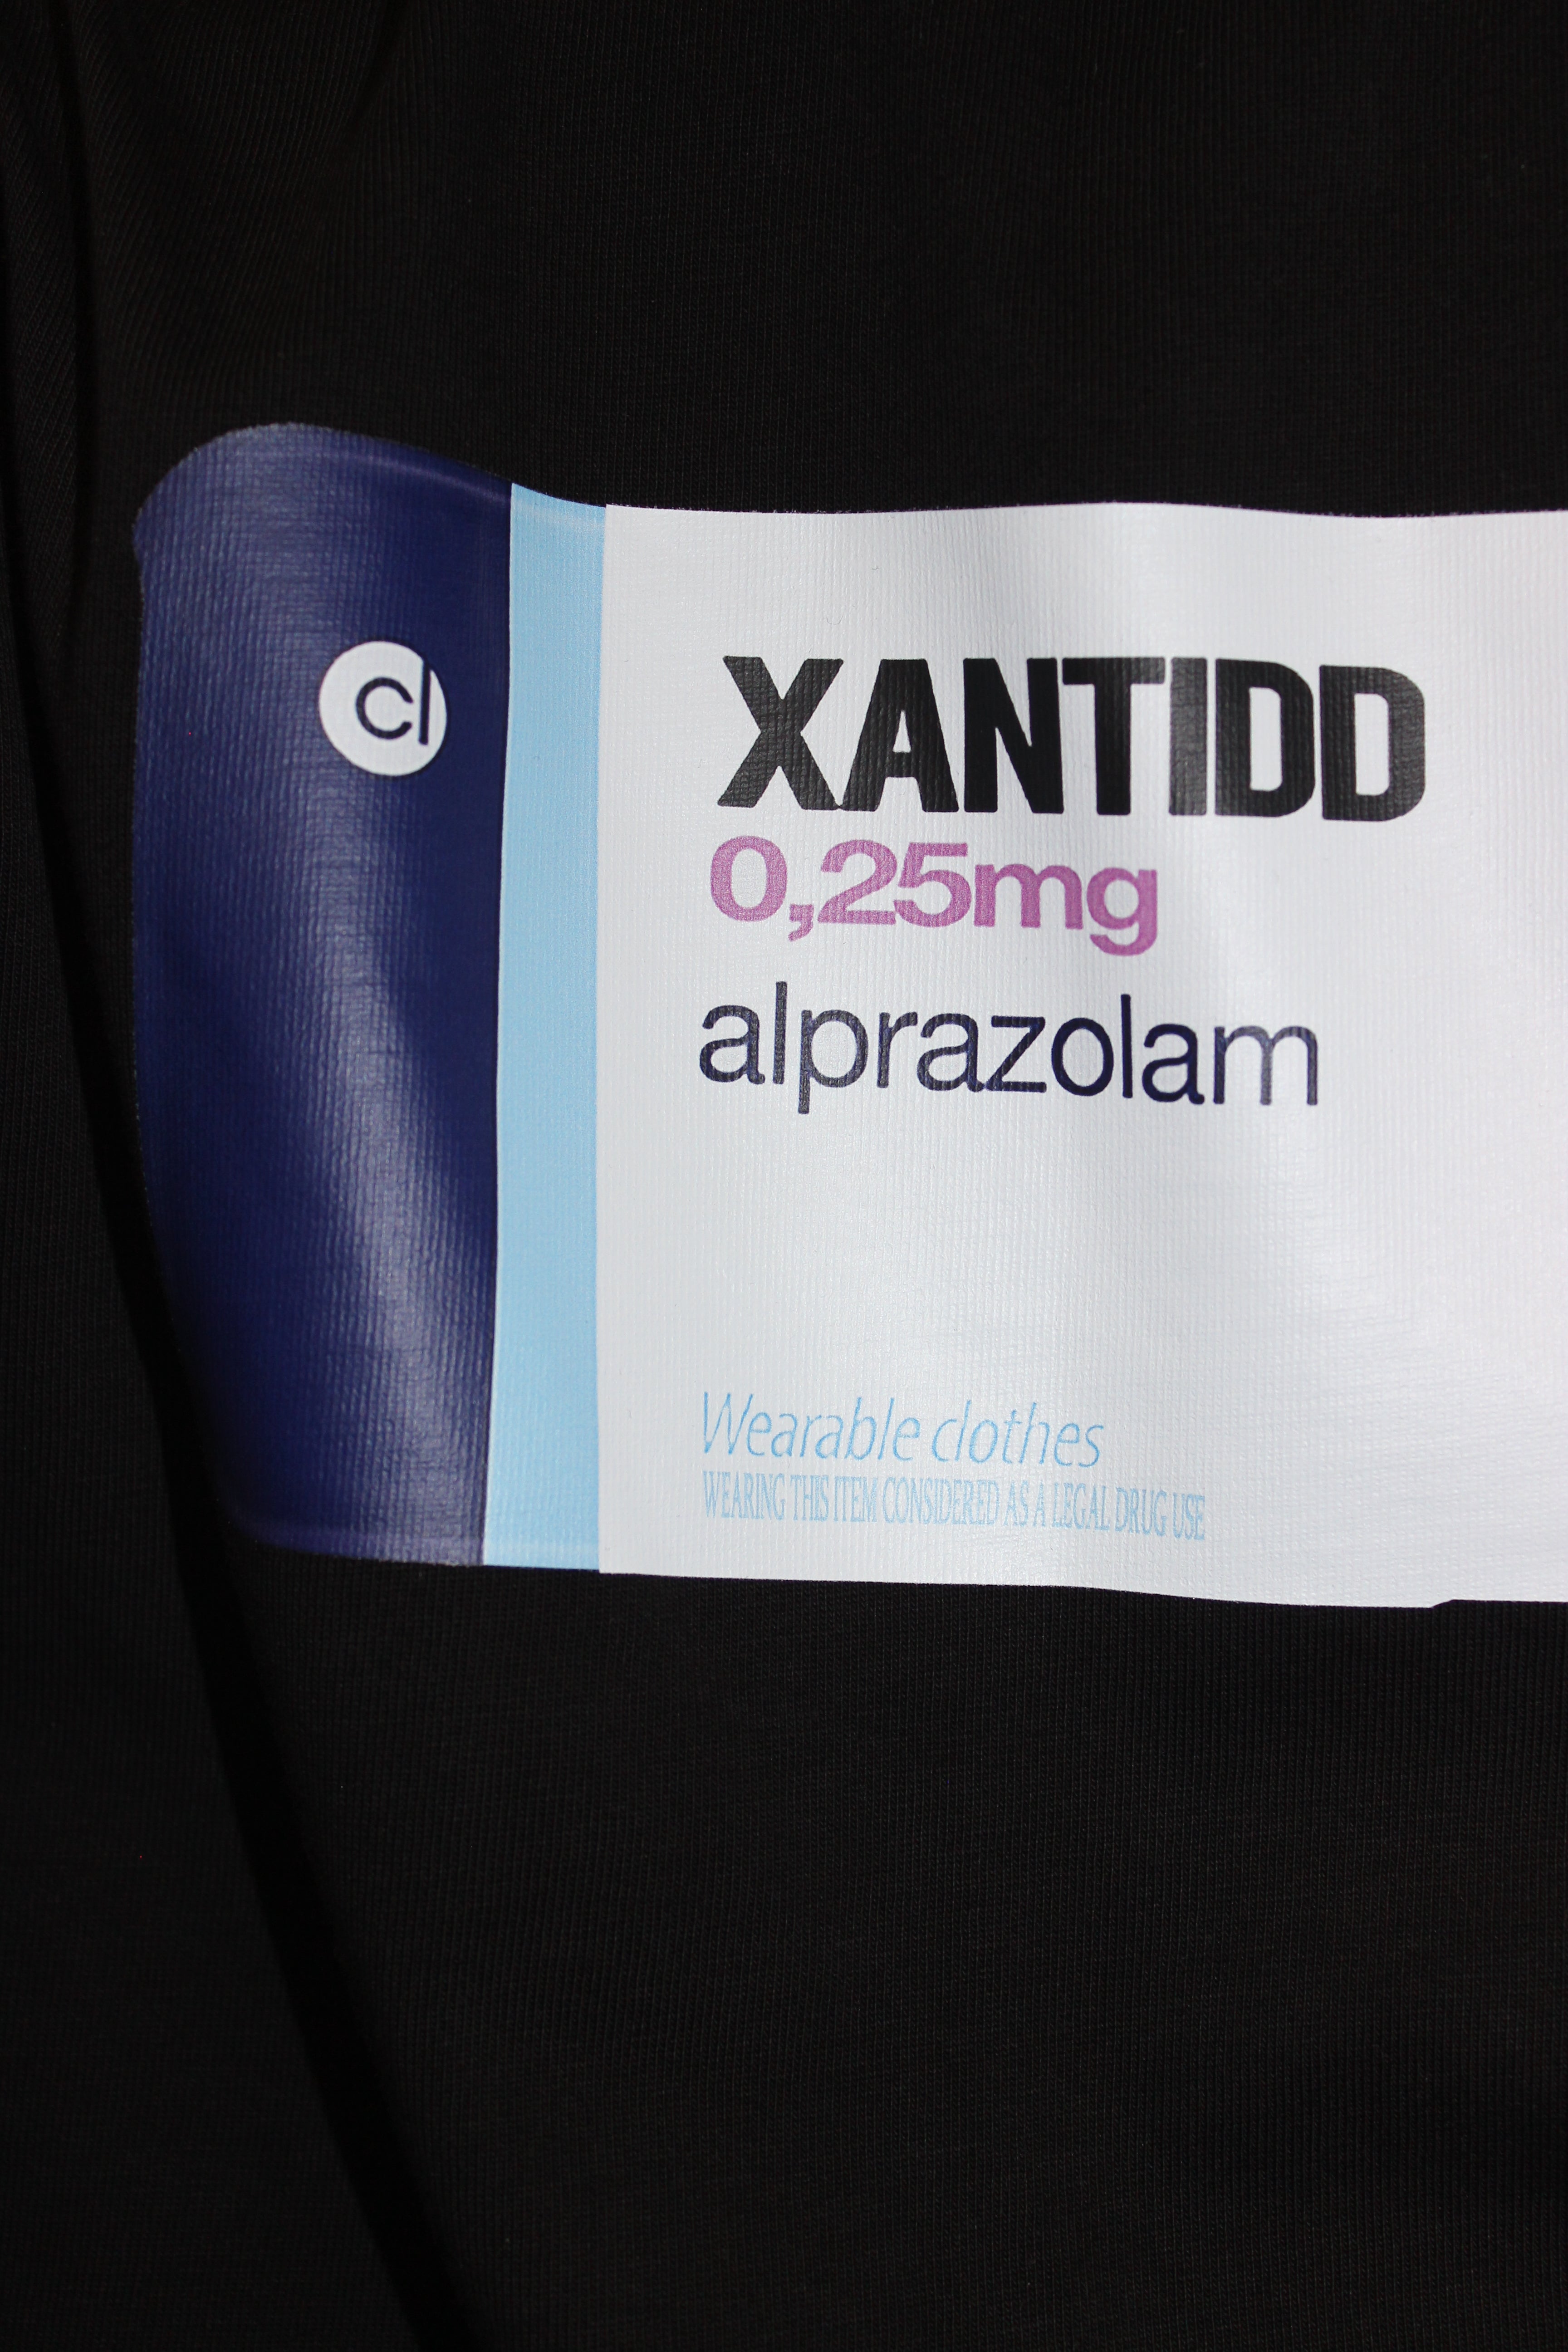 cl
XANTIDD
0,25mg
alprazolam
Wearable clothes
WEARING THIS ITEM CONSIDERED AS A LEGAL DRUG USE